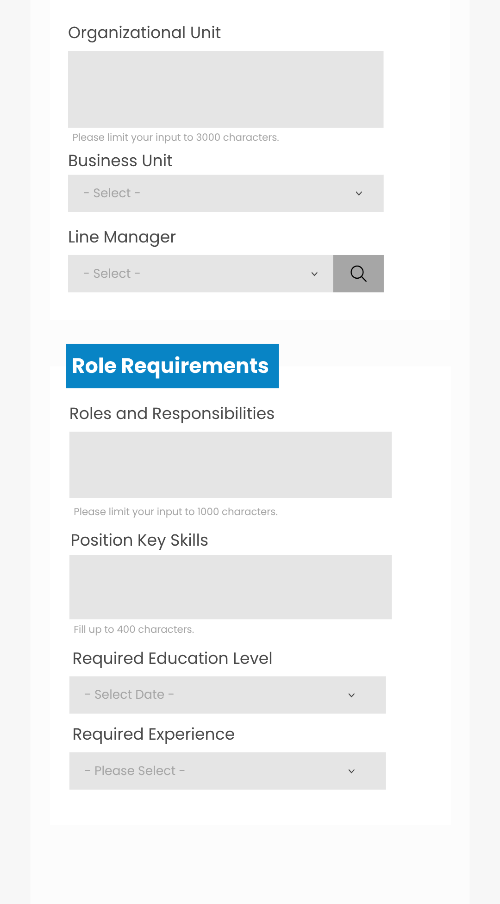 Organizational Unit
Please limit your input to 3000 characters.
Business Unit
- Select -
Line Manager
- Select -
Role Requirements
Roles and Responsibilities
Please limit your input to 1000 characters.
Position Key Skills
Fill up to 400 characters.
Required Education Level
- Select Date -
Required Experience
- Please Select -